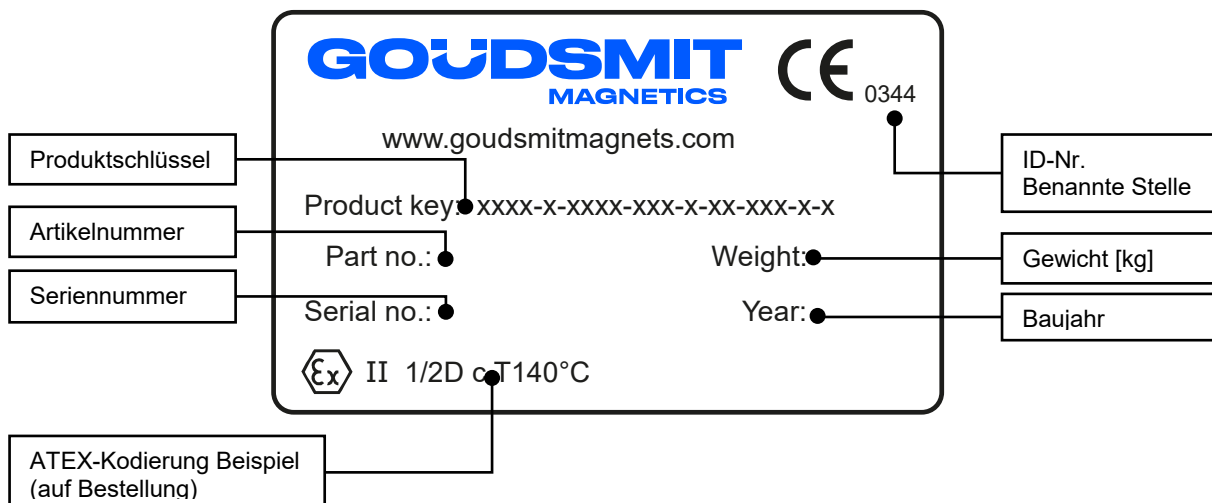 GOUDSMIT
MAGNETICS
CE 0344
www.goudsmitmagnets.com
Produktschlüssel
ID-Nr.
Benannte Stelle
Product key: xxxx-x-xxxx-xxx-x-xx-xxx-x-x
Artikelnummer
Part no.:
Weight:
Gewicht [kg]
Seriennummer
Serial no.:
Year:
Baujahr
Ex II 1/2D c T140°C
ATEX-Kodierung Beispiel
(auf Bestellung)